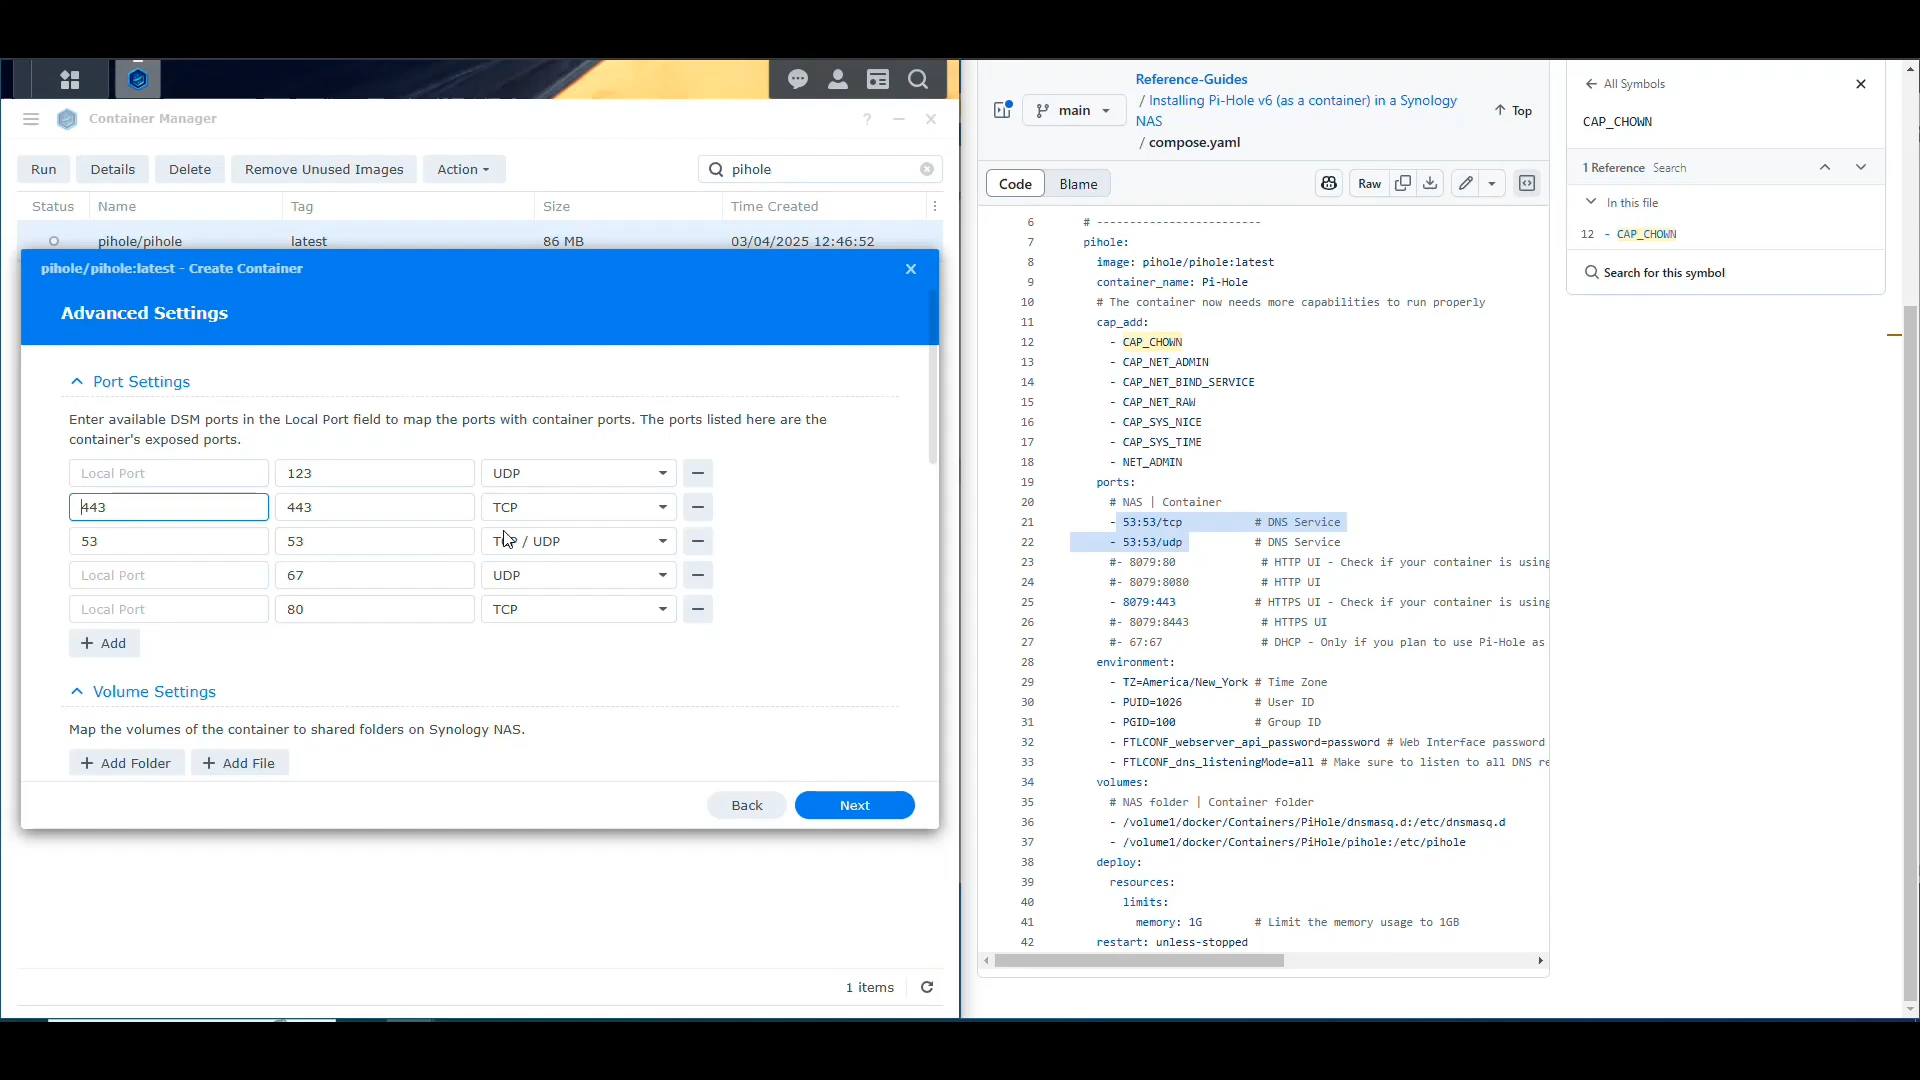 Container Manager
?
Run
Details
Delete
Remove Unused Images
Action
pihole
Status
Name
Tag
Size
Time Created
pihole/pihole
latest
86 MB
03/04/2025 12:46:52
pihole/pihole:latest - Create Container
Advanced Settings
Port Settings
Enter available DSM ports in the Local Port field to map the ports with container ports. The ports listed here are the
container's exposed ports.
Local Port
123
UDP
443
443
TCP
53
53
TCP / UDP
Local Port
67
UDP
Local Port
80
TCP
+ Add
Volume Settings
Map the volumes of the container to shared folders on Synology NAS.
+ Add Folder
+ Add File
Back
Next
1 items
main
Reference-Guides
/ Installing Pi-Hole v6 (as a container) in a Synology
NAS
/ compose.yaml
Top
Code
Blame
Raw
6 # -------------------------
7 pihole:
8 image: pihole/pihole:latest
9 container_name: Pi-Hole
10 # The container now needs more capabilities to run properly
11 cap_add:
12 - CAP_CHOWN
13 - CAP_NET_ADMIN
14 - CAP_NET_BIND_SERVICE
15 - CAP_NET_RAW
16 - CAP_SYS_NICE
17 - CAP_SYS_TIME
18 - NET_ADMIN
19 ports:
20 # NAS | Container
21 - 53:53/tcp # DNS Service
22 - 53:53/udp # DNS Service
23 #- 8079:80 # HTTP UI - Check if your container is using
24 #- 8079:8080 # HTTP UI
25 - 8079:443 # HTTPS UI - Check if your container is using
26 #- 8079:8443 # HTTPS UI
27 #- 67:67 # DHCP - Only if you plan to use Pi-Hole as
28 environment:
29 - TZ=America/New_York # Time Zone
30 - PUID=1026 # User ID
31 - PGID=100 # Group ID
32 - FTLCONF_webserver_api_password=password # Web Interface password
33 - FTLCONF_dns_listeningMode=all # Make sure to listen to all DNS re
34 volumes:
35 # NAS folder | Container folder
36 - /volume1/docker/Containers/PiHole/dnsmasq.d:/etc/dnsmasq.d
37 - /volume1/docker/Containers/PiHole/pihole:/etc/pihole
38 deploy:
39 resources:
40 limits:
41 memory: 1G # Limit the memory usage to 1GB
42 restart: unless-stopped
All Symbols
CAP_CHOWN
1 Reference Search
In this file
12 - CAP_CHOWN
Search for this symbol